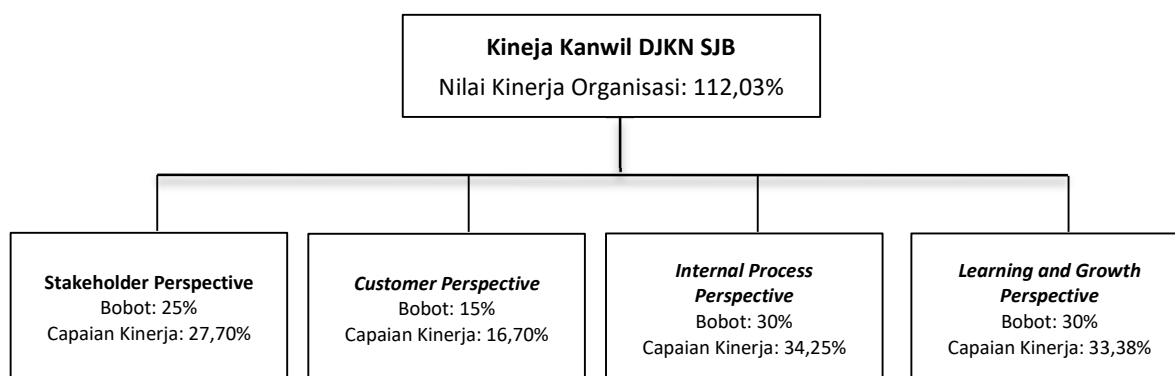 Kineja Kanwil DJKN SJB
Nilai Kinerja Organisasi: 112,03%
Stakeholder Perspective
Bobot: 25%
Capaian Kinerja: 27,70%
Customer Perspective
Bobot: 15%
Capaian Kinerja: 16,70%
Internal Process
Perspective
Bobot: 30%
Capaian Kinerja: 34,25%
Learning and Growth
Perspective
Bobot: 30%
Capaian Kinerja: 33,38%